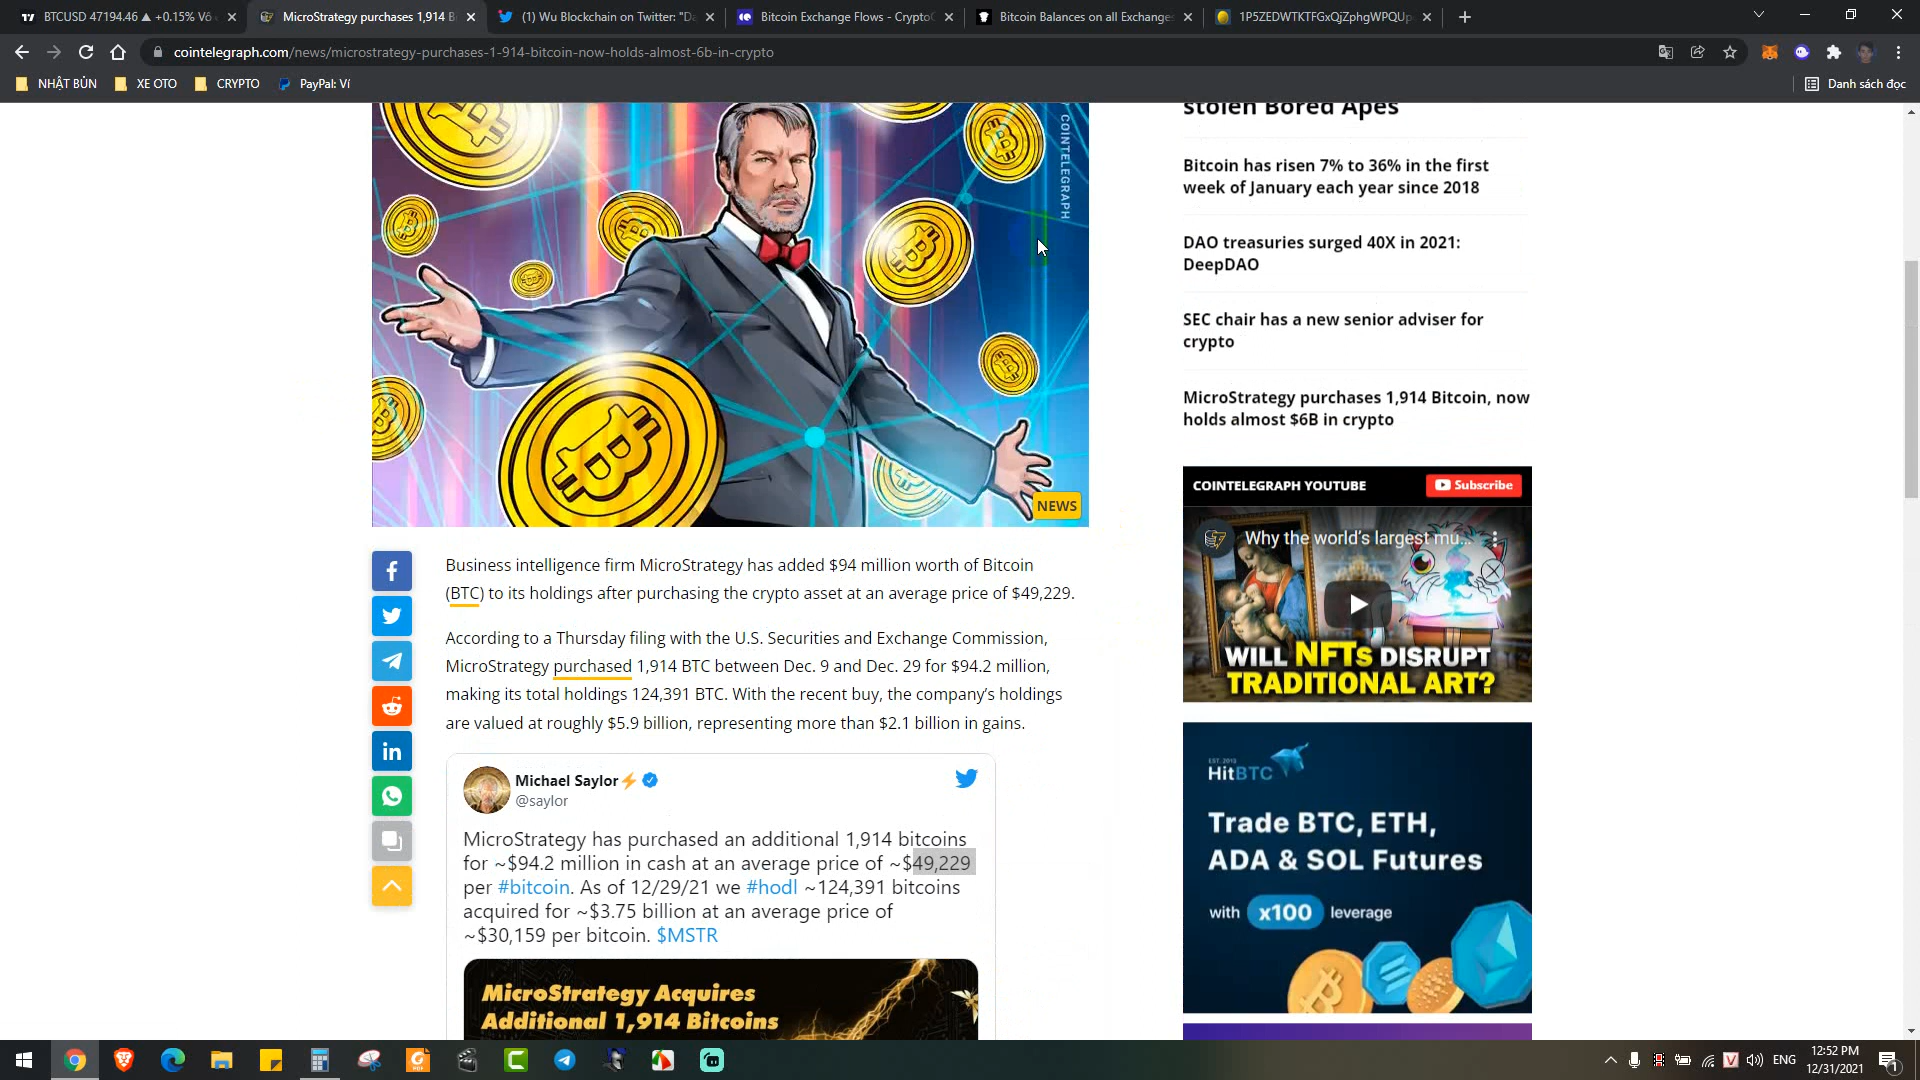 BTCUSD 47194.46 ▲ +0.15% Vô
MicroStrategy purchases 1,914 B
(1) Wu Blockchain on Twitter: "Da
Bitcoin Exchange Flows - Crypto
Bitcoin Balances on all Exchange
1P5ZEDWTKTFGxQjZphgWPQUp
cointelegraph.com/news/microstrategy-purchases-1-914-bitcoin-now-holds-almost-6b-in-crypto
NHẬT BỦN
XE OTO
CRYPTO
PayPal: Ví
Danh sách đọc
COINTELEGRAPH
NEWS
stolen Bored Apes
Bitcoin has risen 7% to 36% in the first
week of January each year since 2018
DAO treasuries surged 40X in 2021:
DeepDAO
SEC chair has a new senior adviser for
crypto
MicroStrategy purchases 1,914 Bitcoin, now
holds almost $6B in crypto
COINTELEGRAPH YOUTUBE
Subscribe
Why the world's largest mu...
WILL NFTs DISRUPT
TRADITIONAL ART?
Business intelligence firm MicroStrategy has added $94 million worth of Bitcoin
(BTC) to its holdings after purchasing the crypto asset at an average price of $49,229.
According to a Thursday filing with the U.S. Securities and Exchange Commission,
MicroStrategy purchased 1,914 BTC between Dec. 9 and Dec. 29 for $94.2 million,
making its total holdings 124,391 BTC. With the recent buy, the company's holdings
are valued at roughly $5.9 billion, representing more than $2.1 billion in gains.
Michael Saylor⚡
@saylor
MicroStrategy has purchased an additional 1,914 bitcoins
for ~$94.2 million in cash at an average price of ~$49,229
per #bitcoin. As of 12/29/21 we #hodl ~124,391 bitcoins
acquired for ~$3.75 billion at an average price of
~$30,159 per bitcoin. $MSTR
MicroStrategy Acquires
Additional 1,914 Bitcoins
EST. 2013
HitBTC
Trade BTC, ETH,
ADA & SOL Futures
with x100 leverage
ENG
12:52 PM
12/31/2021
1